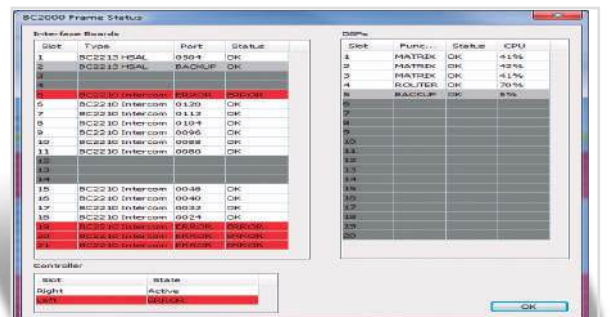 BC2000 Frame Status
Interface Boards
DSPs
Slot Type Port Status
Slot Func... Status CPU
1 BC2213 HSAL 0504 OK
1 MATRIX OK 41%
2 BC2213 HSAL BACKUP OK
2 MATRIX OK 42%
3
3 MATRIX OK 41%
4
4 ROUTER OK 70%
5 BC2210 Intercom ERROR ERROR
5 BACKUP OK
6 BC2210 Intercom 0120 OK
6
7 BC2210 Intercom 0112 OK
7
8 BC2210 Intercom 0104 OK
8
9 BC2210 Intercom 0096 OK
9
10 BC2210 Intercom 0088 OK
10
11 BC2210 Intercom 0080 OK
11
12
12
13
13
14
14
15 BC2210 Intercom 0048 OK
15
16 BC2210 Intercom 0040 OK
16
17 BC2210 Intercom 0032 OK
17
18 BC2210 Intercom 0024 OK
18
19 BC2210 Intercom ERROR ERROR
19
20 BC2210 Intercom ERROR ERROR
20
21 BC2210 Intercom ERROR ERROR
Controller
Slot State
Right Active
Left ERROR
OK